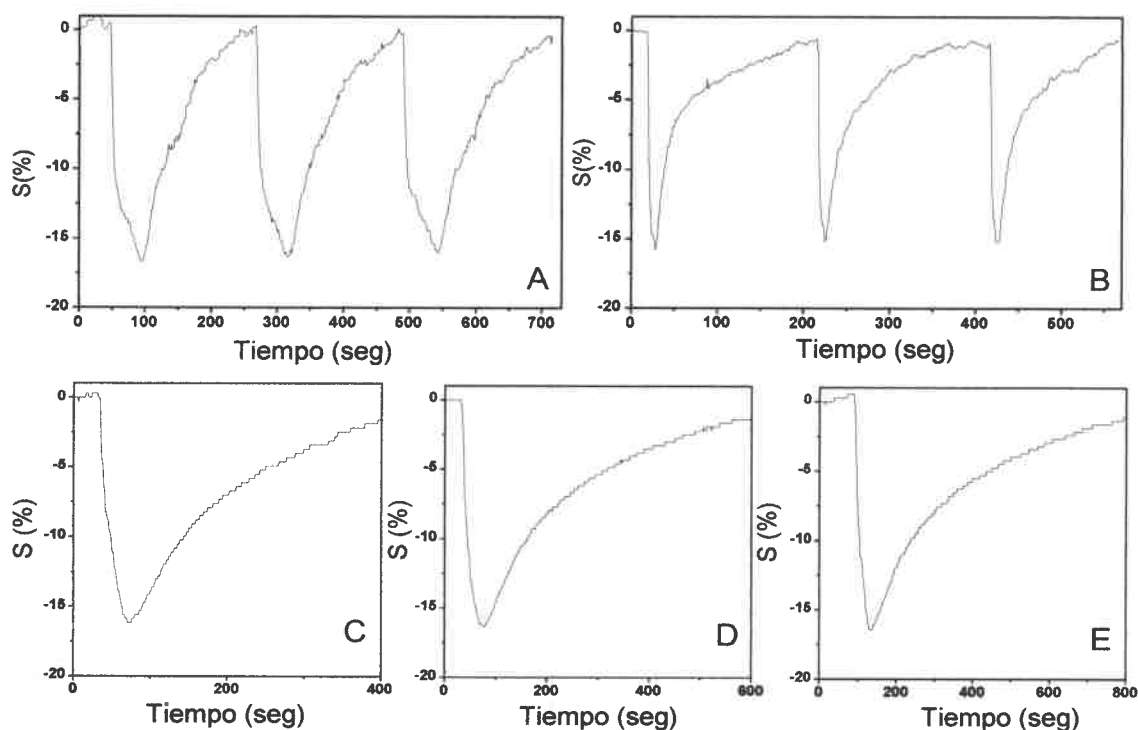 0
-5
-10
-15
-20
S(%)
0 100 200 300 400 500 600 700
Tiempo (seg)
A
0
-5
-10
-15
-20
S(%)
0 100 200 300 400 500
Tiempo (seg)
B
0
-5
-10
-15
-20
S (%)
0 200 400
Tiempo (seg)
C
0
-5
-10
-15
-20
S (%)
0 200 400 600
Tiempo (seg)
D
0
-5
-10
-15
-20
S (%)
0 200 400 600 800
Tiempo (seg)
E